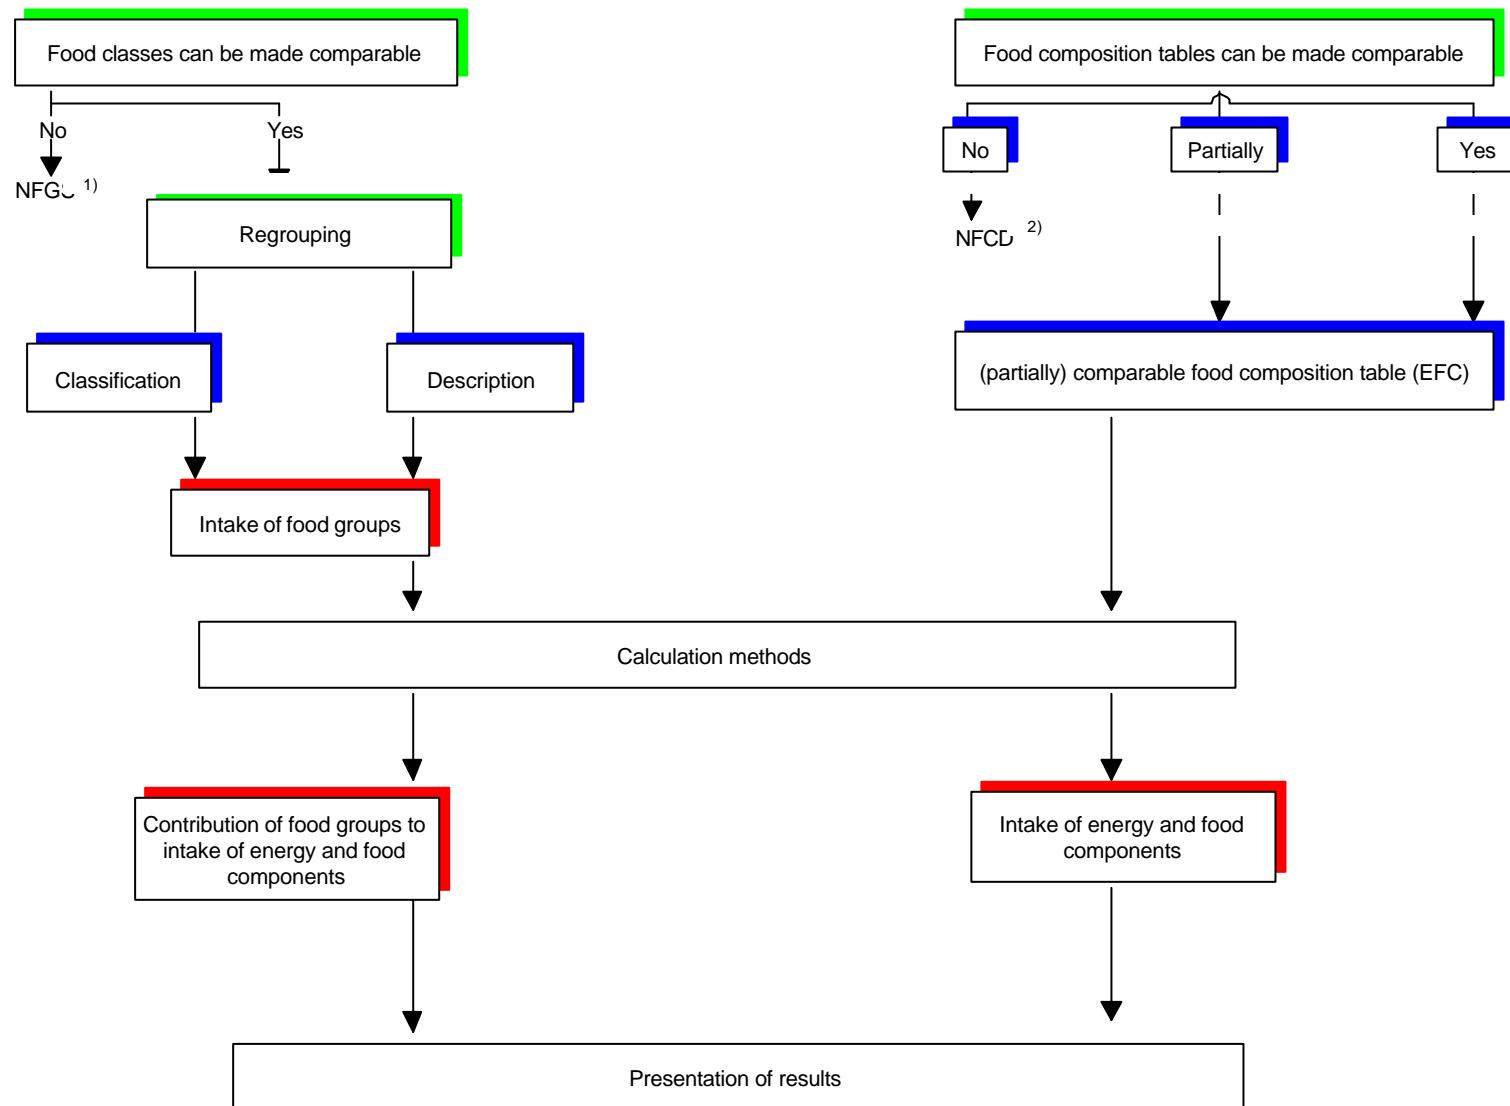 Food classes can be made comparable
Food composition tables can be made comparable
No
Yes
No
Partially
Yes
1)
2)
Regrouping
Classification
Description
(partially) comparable food composition table (EFC)
Intake of food groups
Calculation methods
Contribution of food groups to
intake of energy and food
components
Intake of energy and food
components
Presentation of results